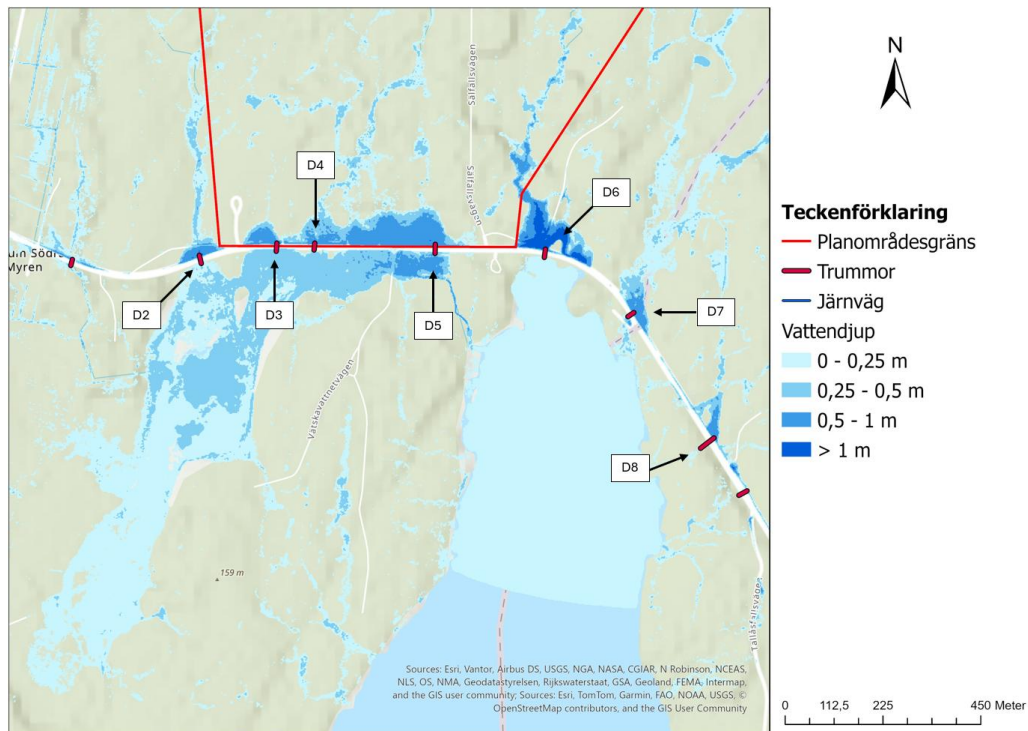 Sälfallsvägen
Sälfallsvägen
D4
D6
D2
D3
D5
D7
D8
Myren
Vätskavattnetvägen
159 m
Tallåsfallsvägen
Sources: Esri, Vantor, Airbus DS, USGS, NGA, NASA, CGIAR, N Robinson, NCEAS,
NLS, OS, NMA, Geodatastyrelsen, Rijkswaterstaat, GSA, Geoland, FEMA, Intermap,
and the GIS user community; Sources: Esri, TomTom, Garmin, FAO, NOAA, USGS, ©
OpenStreetMap contributors, and the GIS User Community
N
Teckenförklaring
Planområdesgräns
Trummor
Järnväg
Vattendjup
0 - 0,25 m
0,25 - 0,5 m
0,5 - 1 m
> 1 m
0 112,5 225 450 Meter